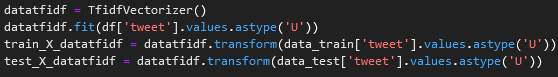 datatfidf = TfidfVectorizer()
datatfidf.fit(df['tweet'].values.astype('U'))
train_X_datatfidf = datatfidf.transform(data_train['tweet'].values.astype('U'))
test_X_datatfidf = datatfidf.transform(data_test['tweet'].values.astype('U'))